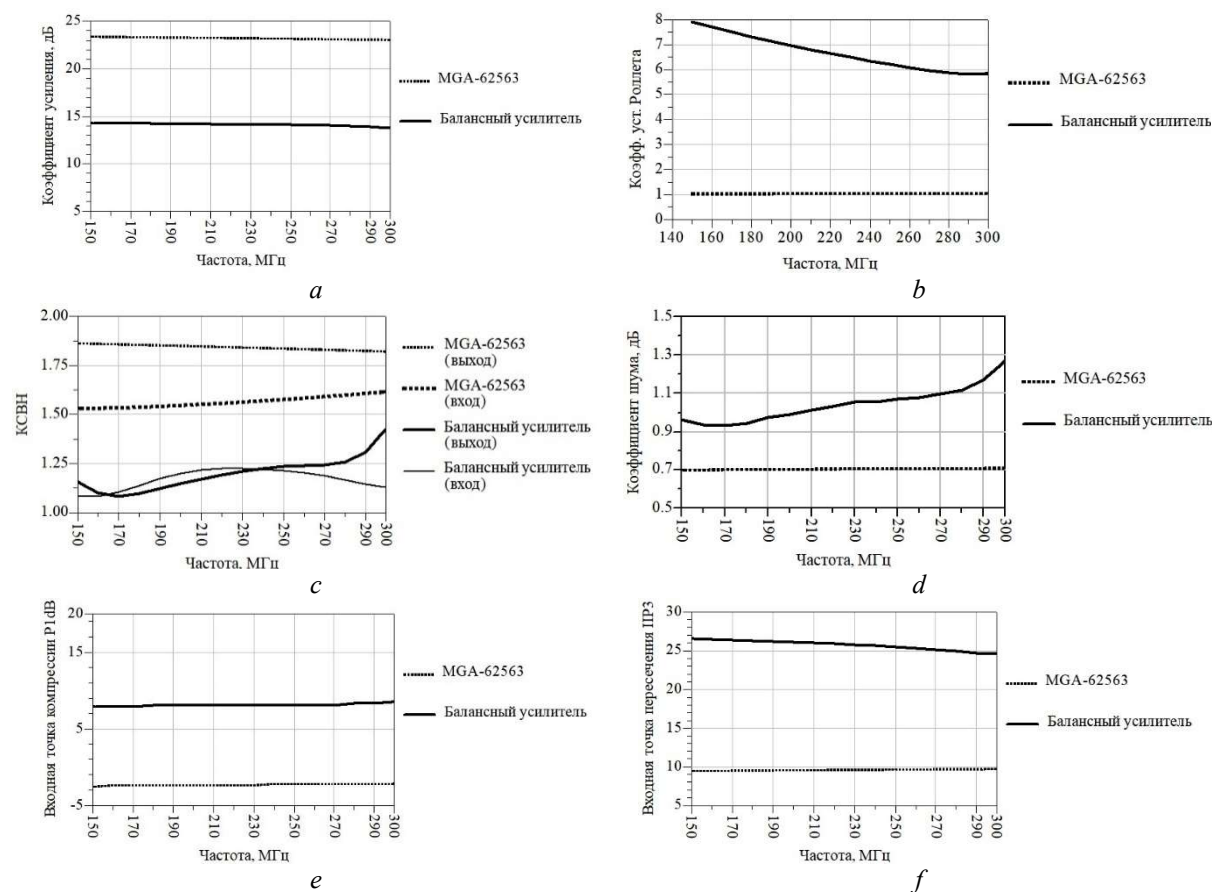 Коэффициент усиления, дБ
25
20
15
10
5
150
170
190
210
230
250
270
290
300
Частота, МГц
MGA-62563
Балансный усилитель
a
Коэфф. уст. Роллета
8
7
6
5
4
3
2
1
0
140
160
180
200
220
240
260
280
300
Частота, МГц
MGA-62563
Балансный усилитель
b
КСВН
2.00
1.75
1.50
1.25
1.00
150
170
190
210
230
250
270
290
300
Частота, МГц
MGA-62563
(выход)
MGA-62563
(вход)
Балансный усилитель
(выход)
Балансный усилитель
(вход)
c
Коэффициент шума, дБ
1.5
1.3
1.1
0.9
0.7
0.5
150
170
190
210
230
250
270
290
300
Частота, МГц
MGA-62563
Балансный усилитель
d
Входная точка компрессии P1dB
20
15
5
-5
150
170
190
210
230
250
270
290
300
Частота, МГц
MGA-62563
Балансный усилитель
e
Входная точка пересечения IIP3
30
25
20
15
10
5
150
170
190
210
230
250
270
290
300
Частота, МГц
MGA-62563
Балансный усилитель
f